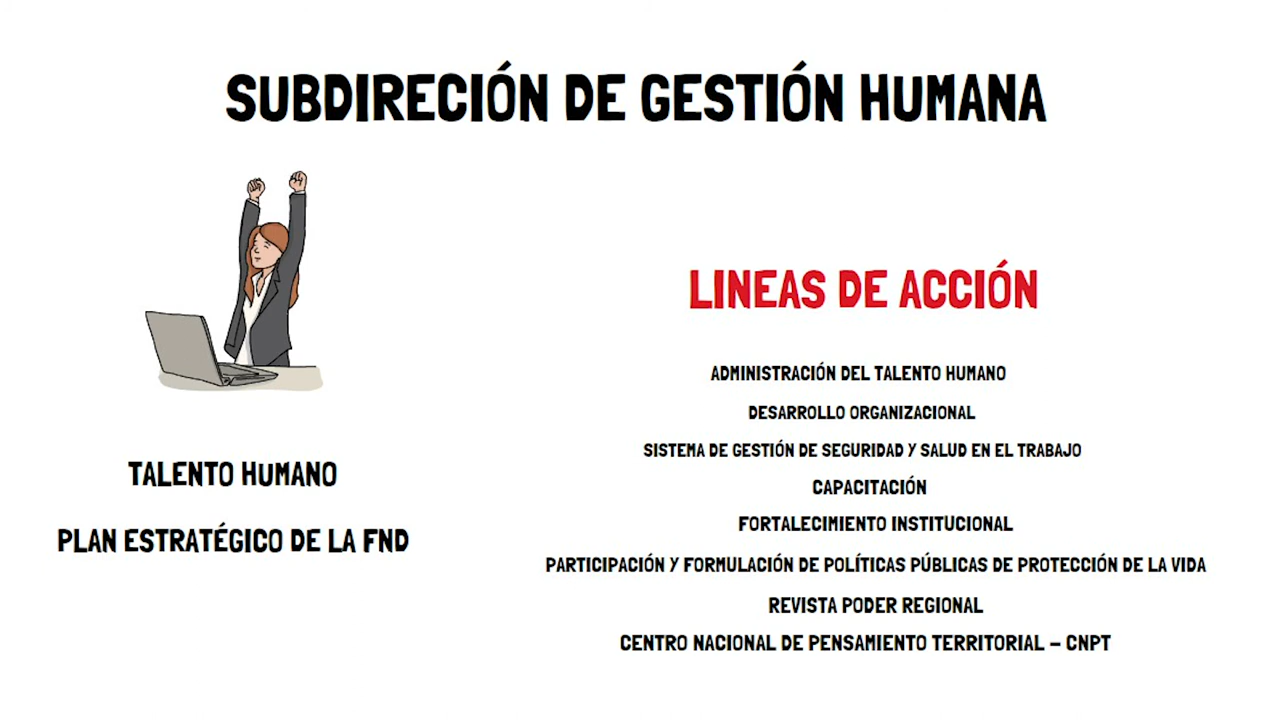 SUBDIRECIÓN DE GESTIÓN HUMANA
TALENTO HUMANO
PLAN ESTRATÉGICO DE LA FND
LINEAS DE ACCIÓN
ADMINISTRACIÓN DEL TALENTO HUMANO
DESARROLLO ORGANIZACIONAL
SISTEMA DE GESTIÓN DE SEGURIDAD Y SALUD EN EL TRABAJO
CAPACITACIÓN
FORTALECIMIENTO INSTITUCIONAL
PARTICIPACIÓN Y FORMULACIÓN DE POLÍTICAS PÚBLICAS DE PROTECCIÓN DE LA VIDA
REVISTA PODER REGIONAL
CENTRO NACIONAL DE PENSAMIENTO TERRITORIAL – CNPT